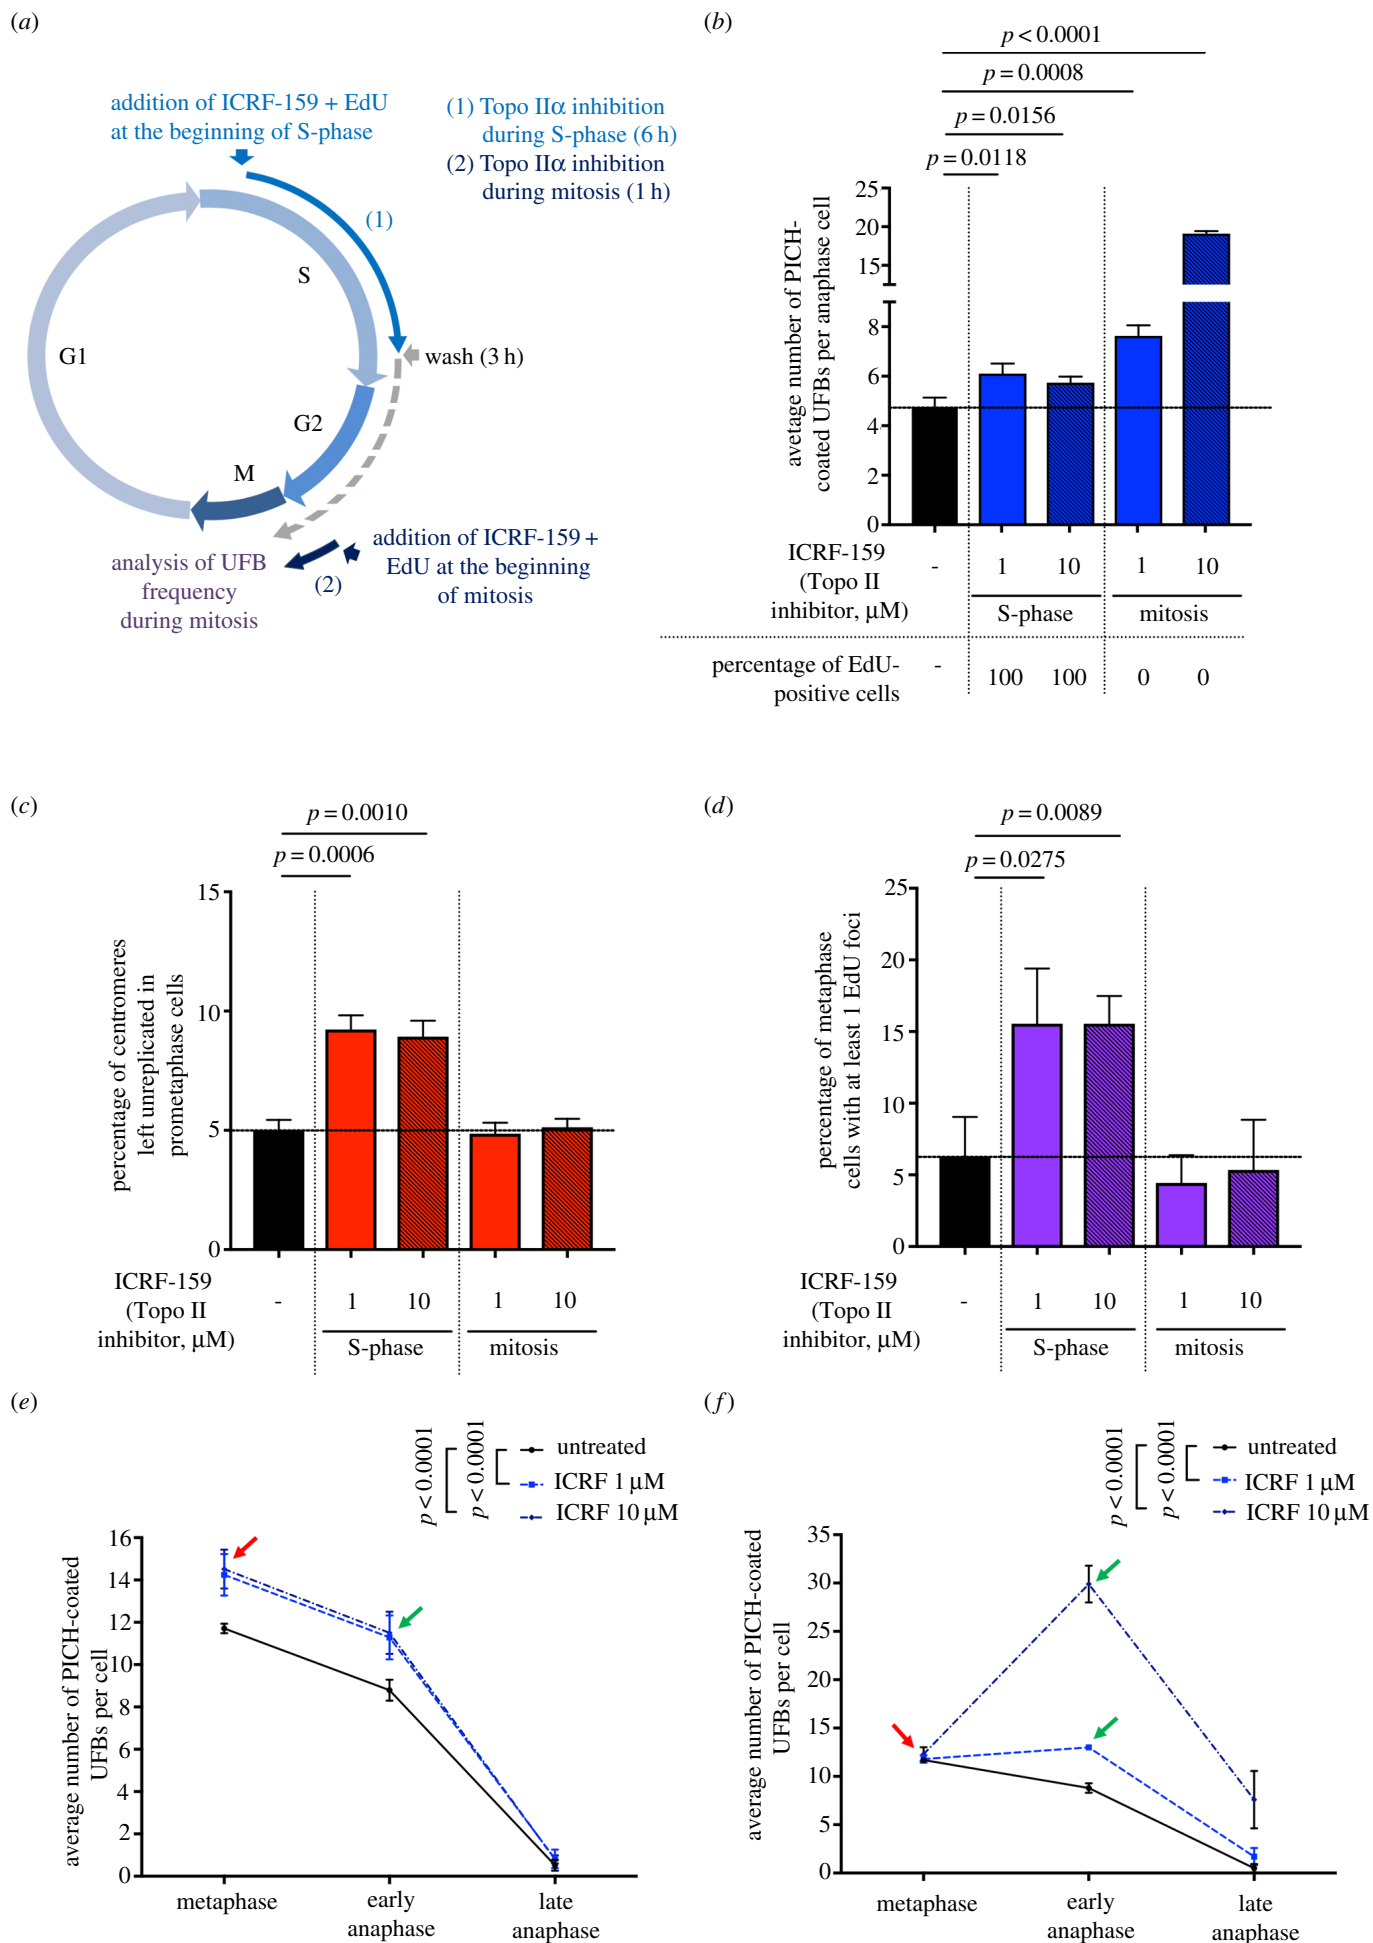 (a)
addition of ICRF-159 + EdU
at the beginning of S-phase
(1) Topo IIα inhibition
during S-phase (6 h)
(2) Topo IIα inhibition
during mitosis (1 h)
(1)
S
wash (3 h)
G1
G2
M
addition of ICRF-159 +
EdU at the beginning
of mitosis
(2)
analysis of UFB
frequency
during mitosis
(b)
p < 0.0001
p = 0.0008
p = 0.0156
p = 0.0118
avetage number of PICH-
coated UFBs per anaphase cell
25
20
15
8
6
4
2
0
ICRF-159
(Topo II
inhibitor, μM)
- 1 10 1 10
S-phase mitosis
percentage of EdU-
positive cells
- 100 100 0 0
(c)
p = 0.0010
p = 0.0006
percentage of centromeres
left unreplicated in
prometaphase cells
15
10
5
0
ICRF-159
(Topo II
inhibitor, μM)
- 1 10 1 10
S-phase mitosis
(d)
p = 0.0089
p = 0.0275
percentage of metaphase
cells with at least 1 EdU foci
25
20
15
10
5
0
ICRF-159
(Topo II
inhibitor, μM)
- 1 10 1 10
S-phase mitosis
(e)
p < 0.0001
p < 0.0001
untreated
ICRF 1 μM
ICRF 10 μM
average number of PICH-coated
UFBs per cell
16
14
12
10
8
6
4
2
0
metaphase
early
anaphase
late
anaphase
(f)
p < 0.0001
p < 0.0001
untreated
ICRF 1 μM
ICRF 10 μM
average number of PICH-coated
UFBs per cell
35
30
25
20
15
10
5
0
metaphase
early
anaphase
late
anaphase